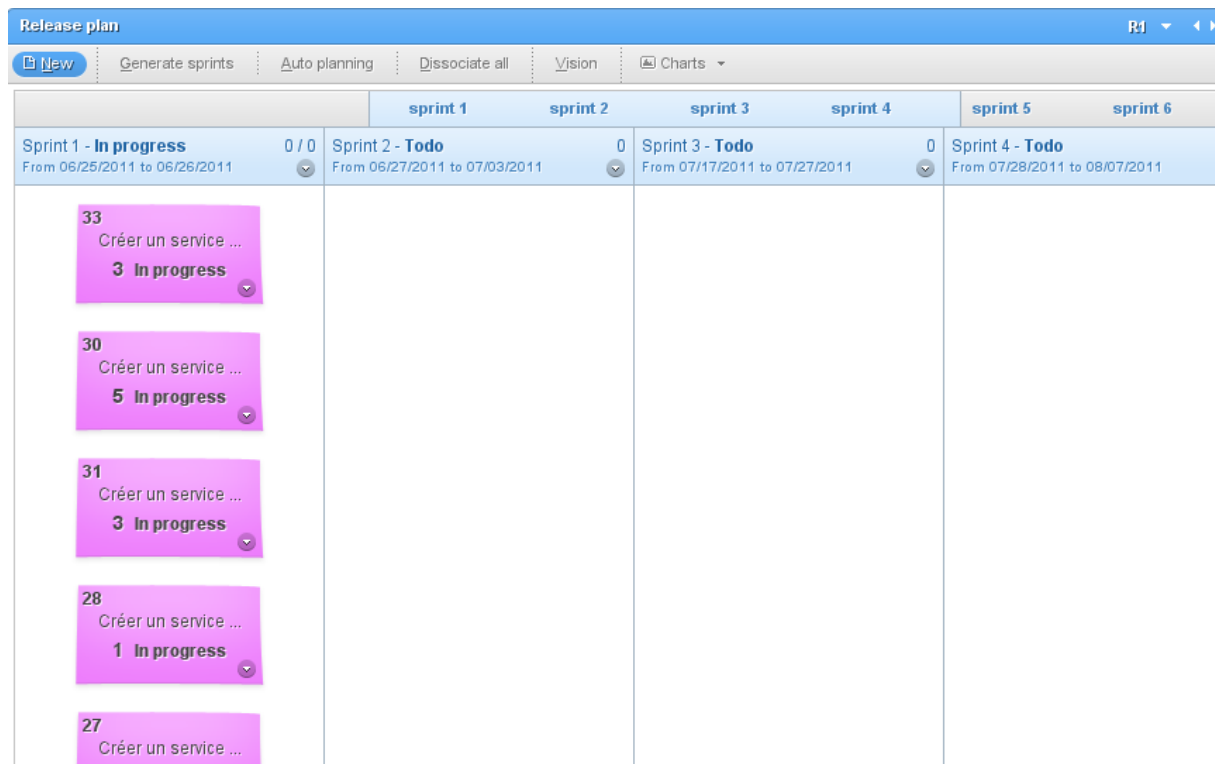 Release plan R1
New Generate sprints Auto planning Dissociate all Vision Charts
sprint 1 sprint 2 sprint 3 sprint 4 sprint 5 sprint 6
Sprint 1 - In progress 0 / 0
From 06/25/2011 to 06/26/2011
Sprint 2 - Todo 0
From 06/27/2011 to 07/03/2011
Sprint 3 - Todo 0
From 07/17/2011 to 07/27/2011
Sprint 4 - Todo
From 07/28/2011 to 08/07/2011
33
Créer un service ...
3 In progress
30
Créer un service ...
5 In progress
31
Créer un service ...
3 In progress
28
Créer un service ...
1 In progress
27
Créer un service ...